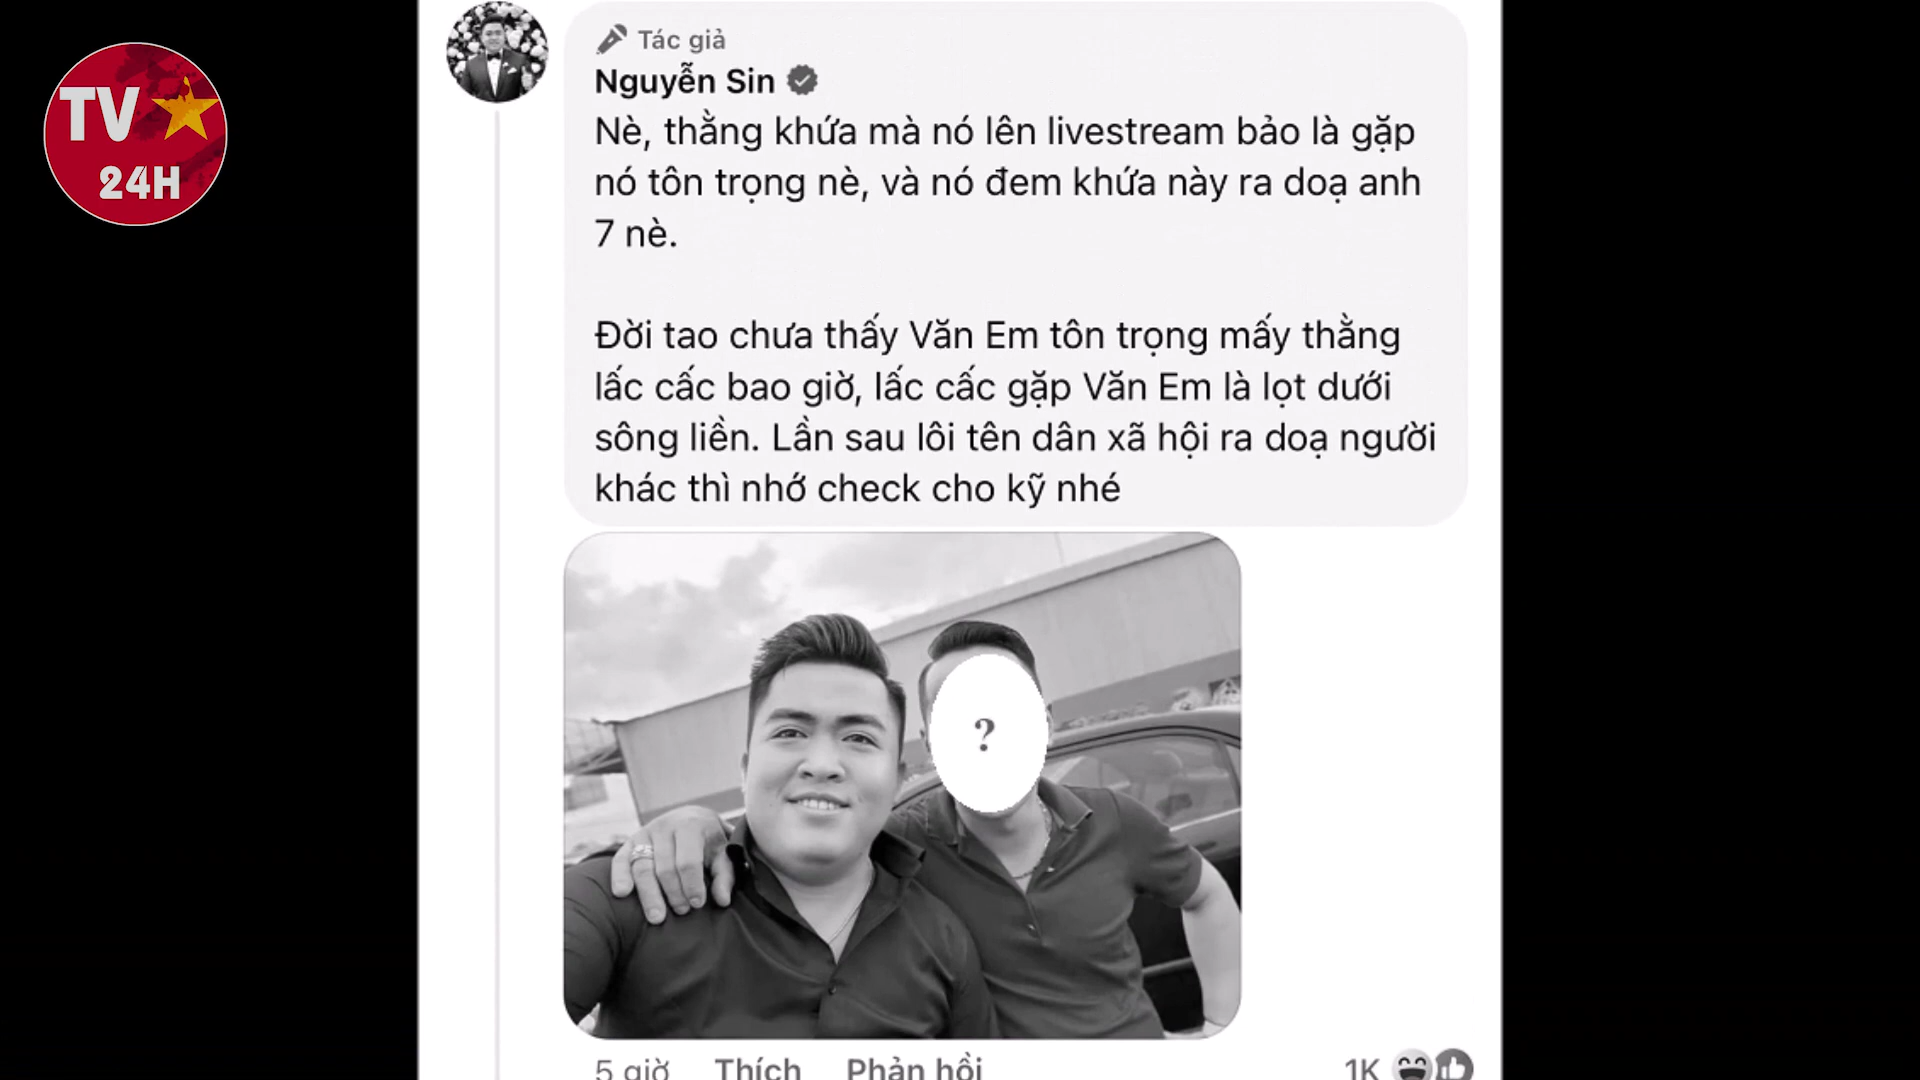 TV
24H
Tác giả
Nguyễn Sin
Nè, thằng khứa mà nó lên livestream bảo là gặp
nó tôn trọng nè, và nó đem khứa này ra doạ anh
7 nè.
Đời tao chưa thấy Văn Em tôn trọng mấy thằng
lấc cấc bao giờ, lấc cấc gặp Văn Em là lọt dưới
sông liền. Lần sau lôi tên dân xã hội ra doạ người
khác thì nhớ check cho kỹ nhé
?
5 giờ Thích Phản hồi 1K